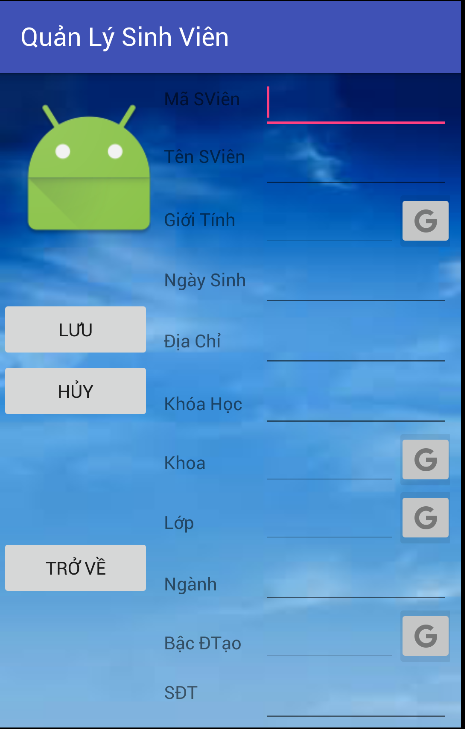 Quản Lý Sinh Viên
Mã SViên
Tên SViên
Giới Tính
G
Ngày Sinh
LƯU
Địa Chỉ
HỦY
Khóa Học
Khoa
G
Lớp
G
TRỞ VỀ
Ngành
Bậc ĐTạo
G
SĐT